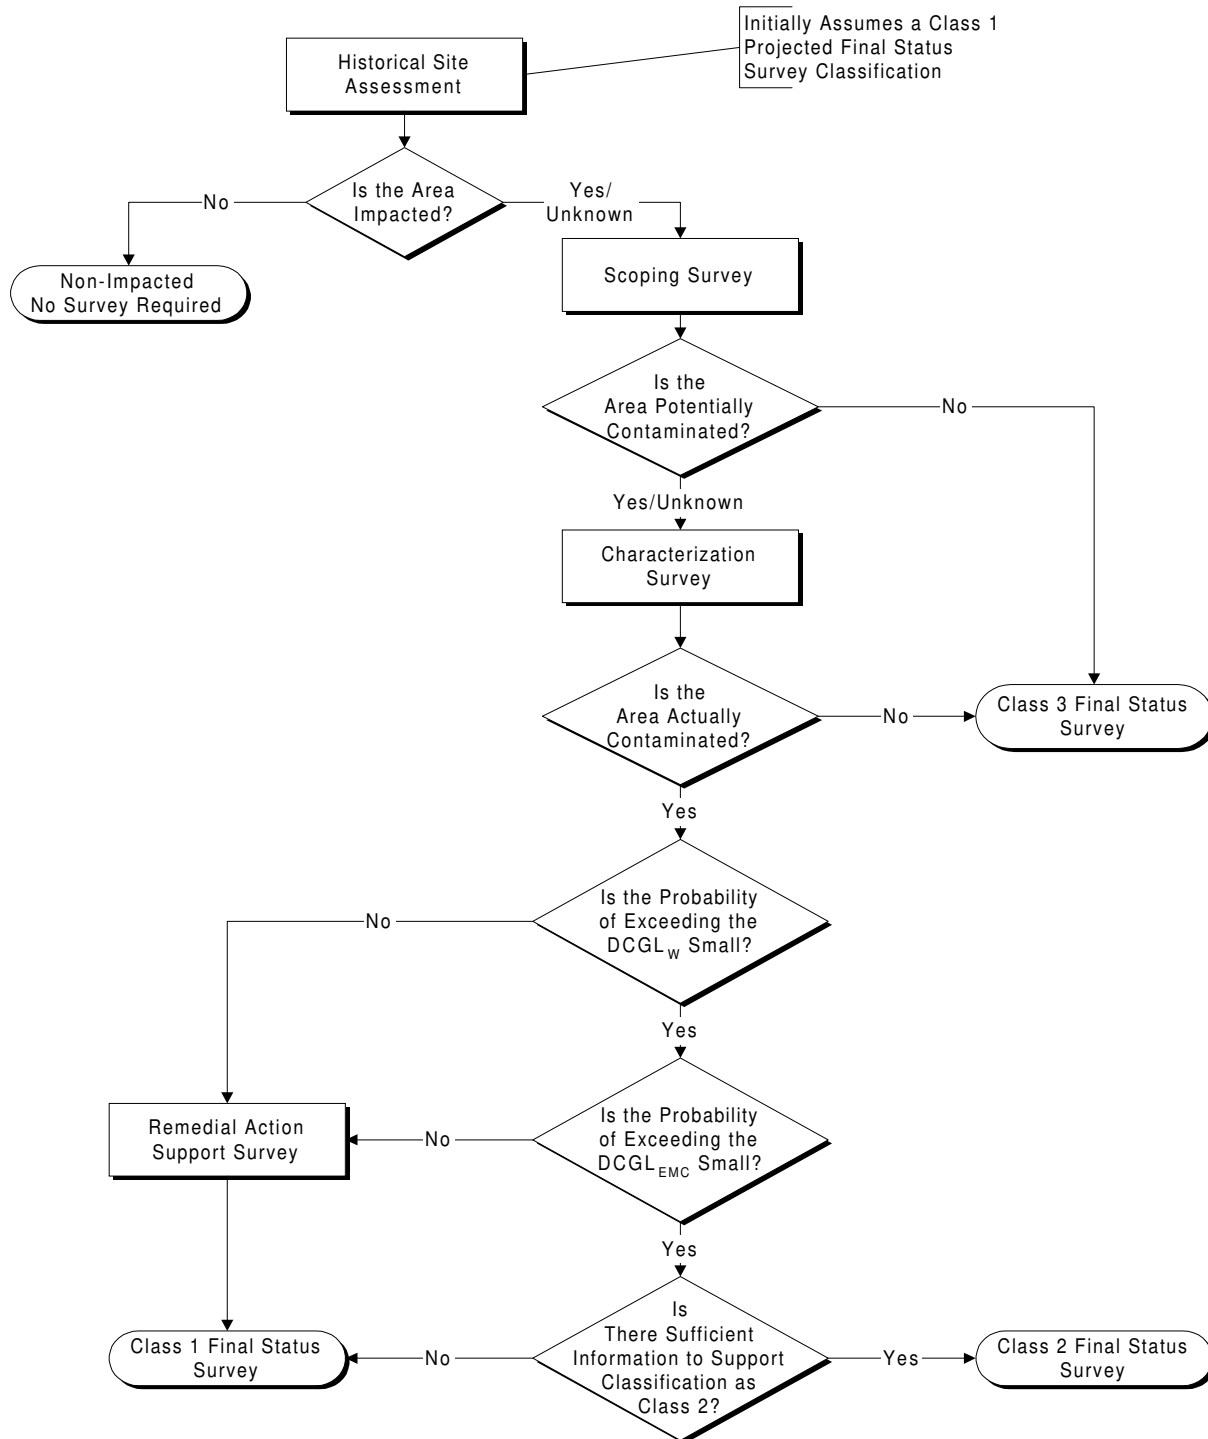 Initially Assumes a Class 1
Projected Final Status
Survey Classification
Historical Site
Assessment
Is the Area
Impacted?
No
Yes/
Unknown
Non-Impacted
No Survey Required
Scoping Survey
Is the
Area Potentially
Contaminated?
No
Yes/Unknown
Characterization
Survey
Is the
Area Actually
Contaminated?
No
Class 3 Final Status
Survey
Yes
Is the Probability
of Exceeding the
DCGLW Small?
No
Yes
Remedial Action
Support Survey
No
Is the Probability
of Exceeding the
DCGLEMC Small?
Yes
Class 1 Final Status
Survey
No
Is
There Sufficient
Information to Support
Classification as
Class 2?
Yes
Class 2 Final Status
Survey